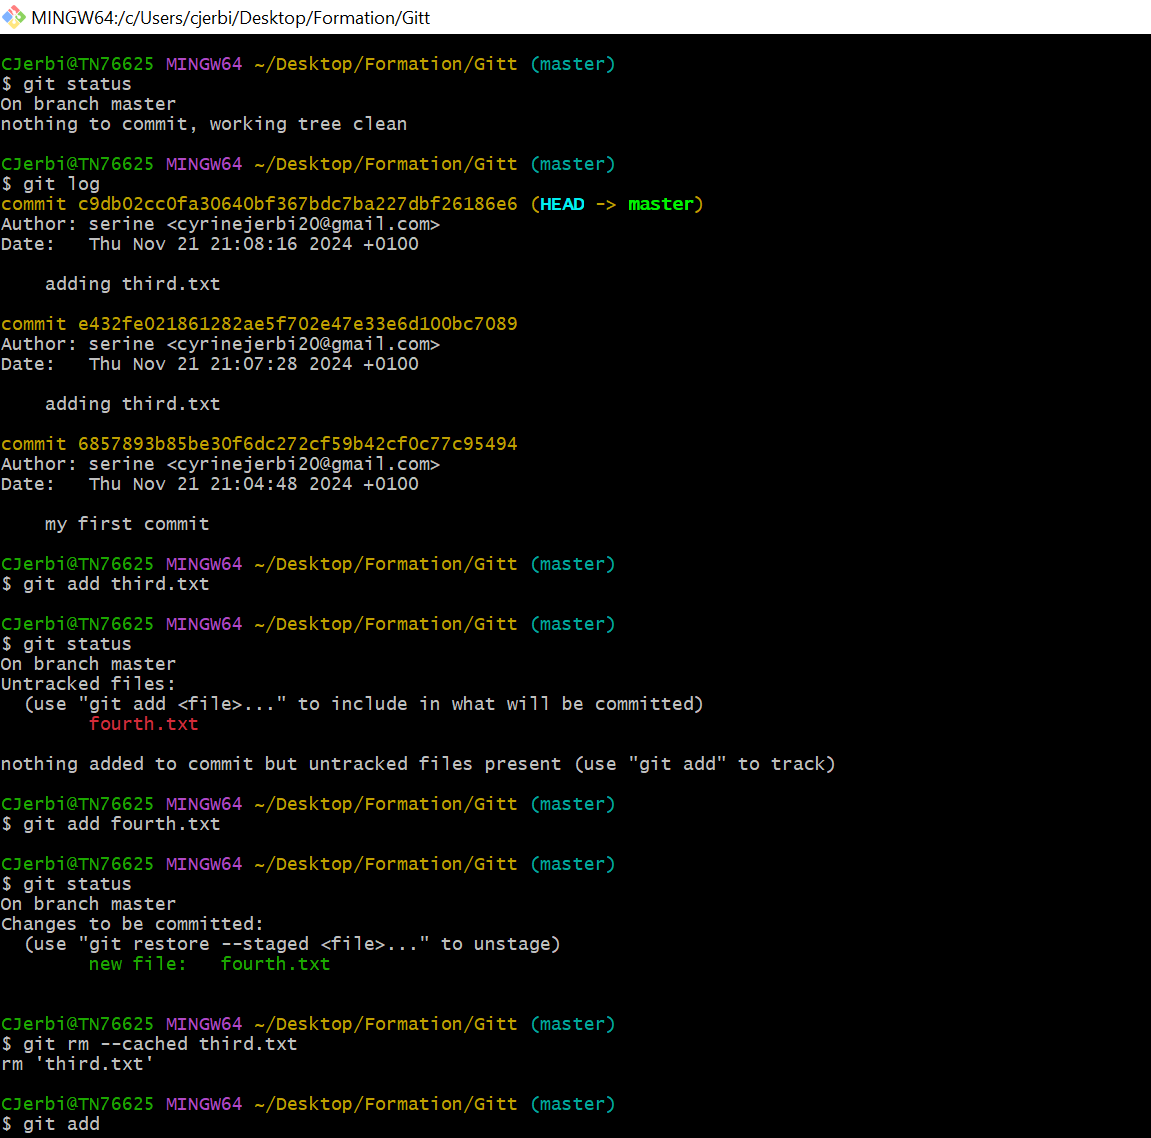 MINGW64:/c/Users/cjerbi/Desktop/Formation/Gitt
CJerbi@TN76625 MINGW64 ~/Desktop/Formation/Gitt (master)
$ git status
On branch master
nothing to commit, working tree clean
CJerbi@TN76625 MINGW64 ~/Desktop/Formation/Gitt (master)
$ git log
commit c9db02cc0fa30640bf367bdc7ba227dbf26186e6 (HEAD -> master)
Author: serine <cyrinejerbi20@gmail.com>
Date:   Thu Nov 21 21:08:16 2024 +0100
    adding third.txt
commit e432fe021861282ae5f702e47e33e6d100bc7089
Author: serine <cyrinejerbi20@gmail.com>
Date:   Thu Nov 21 21:07:28 2024 +0100
    adding third.txt
commit 6857893b85be30f6dc272cf59b42cf0c77c95494
Author: serine <cyrinejerbi20@gmail.com>
Date:   Thu Nov 21 21:04:48 2024 +0100
    my first commit
CJerbi@TN76625 MINGW64 ~/Desktop/Formation/Gitt (master)
$ git add third.txt
CJerbi@TN76625 MINGW64 ~/Desktop/Formation/Gitt (master)
$ git status
On branch master
Untracked files:
  (use "git add <file>..." to include in what will be committed)
        fourth.txt
nothing added to commit but untracked files present (use "git add" to track)
CJerbi@TN76625 MINGW64 ~/Desktop/Formation/Gitt (master)
$ git add fourth.txt
CJerbi@TN76625 MINGW64 ~/Desktop/Formation/Gitt (master)
$ git status
On branch master
Changes to be committed:
  (use "git restore --staged <file>..." to unstage)
        new file:   fourth.txt
CJerbi@TN76625 MINGW64 ~/Desktop/Formation/Gitt (master)
$ git rm --cached third.txt
rm 'third.txt'
CJerbi@TN76625 MINGW64 ~/Desktop/Formation/Gitt (master)
$ git add